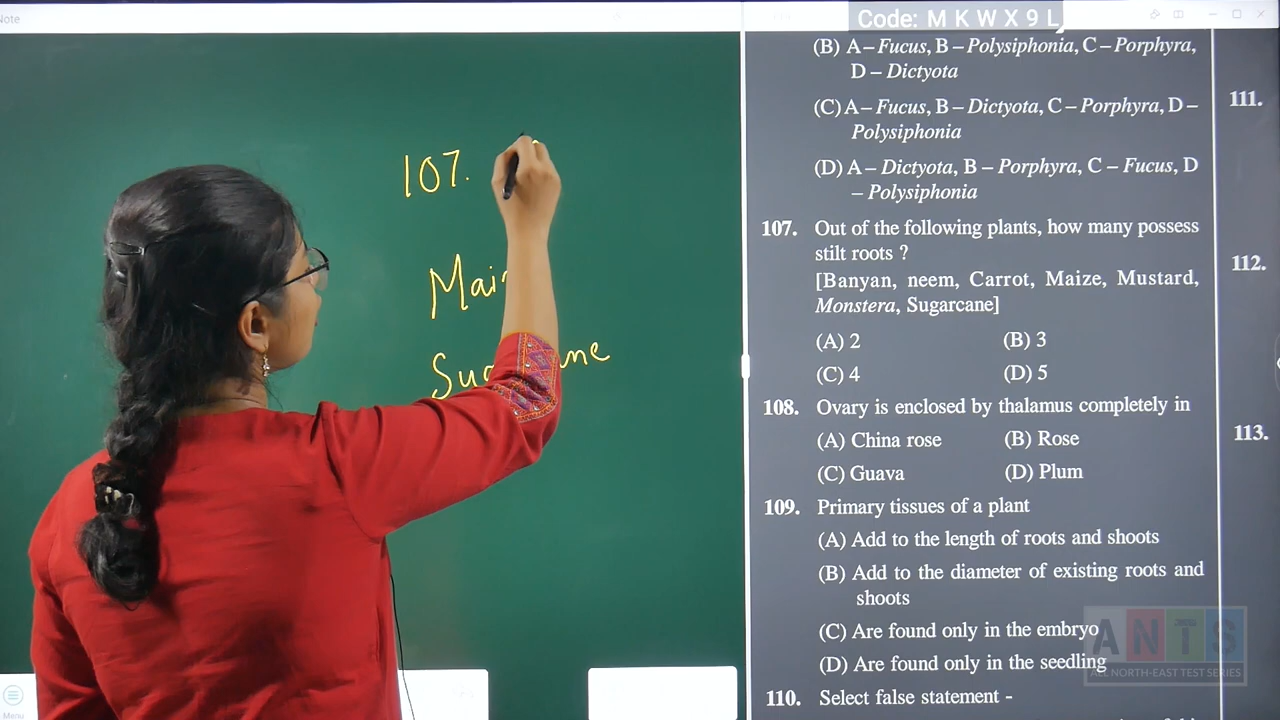 Note
Code: M K W X 9 L
107.
(B) A – Fucus, B – Polysiphonia, C – Porphyra,
D – Dictyota
(C) A – Fucus, B – Dictyota, C – Porphyra, D –
Polysiphonia
(D) A – Dictyota, B – Porphyra, C – Fucus, D
– Polysiphonia
107. Out of the following plants, how many possess
stilt roots ?
[Banyan, neem, Carrot, Maize, Mustard,
Monstera, Sugarcane]
(A) 2 (B) 3
(C) 4 (D) 5
108. Ovary is enclosed by thalamus completely in
(A) China rose (B) Rose
(C) Guava (D) Plum
109. Primary tissues of a plant
(A) Add to the length of roots and shoots
(B) Add to the diameter of existing roots and
shoots
(C) Are found only in the embryo
(D) Are found only in the seedling
110. Select false statement -
111.
112.
113.
ANTS
ALL NORTH-EAST TEST SERIES
Menu